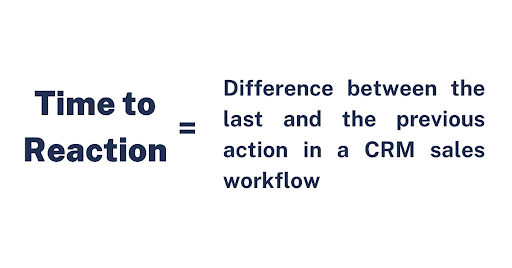 Time to
Reaction
=
Difference between the
last and the previous
action in a CRM sales
workflow